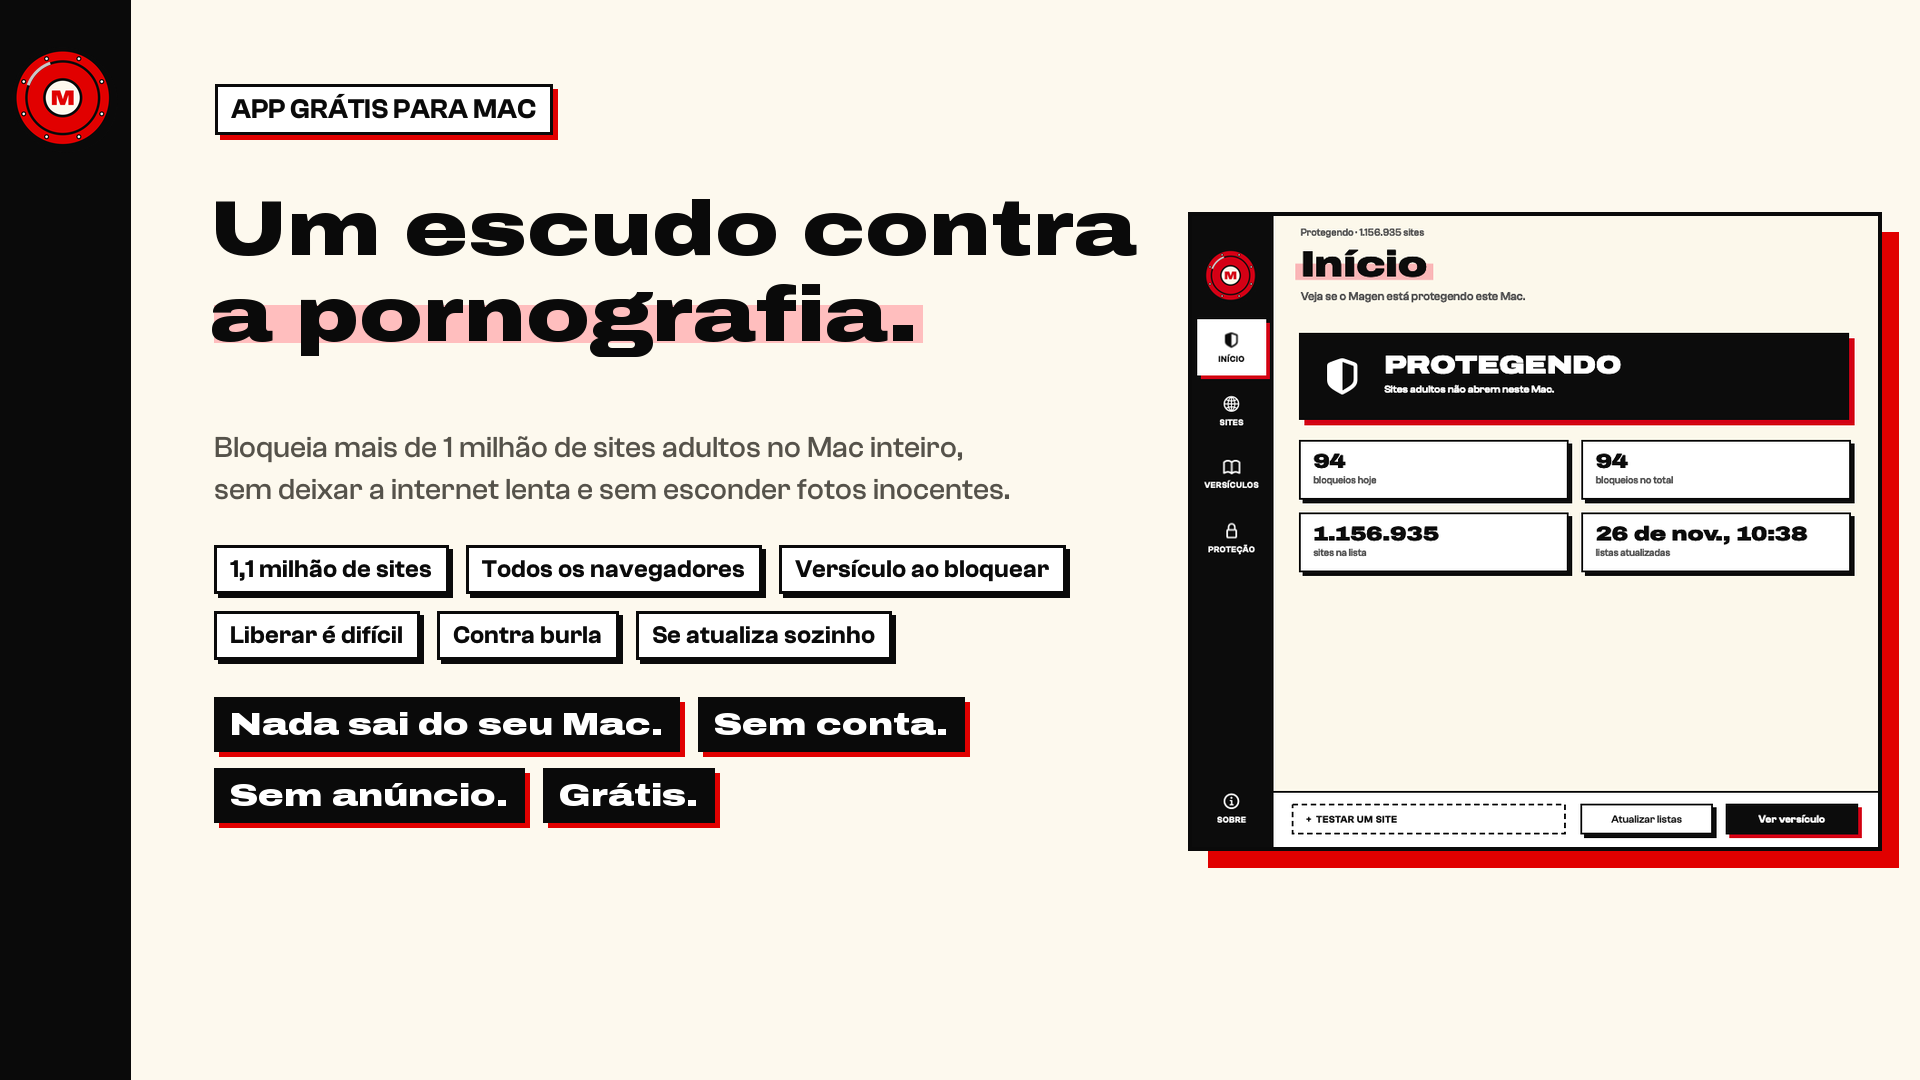 M
APP GRÁTIS PARA MAC
Um escudo contra
a pornografia.
Bloqueia mais de 1 milhão de sites adultos no Mac inteiro,
sem deixar a internet lenta e sem esconder fotos inocentes.
1,1 milhão de sites
Todos os navegadores
Versículo ao bloquear
Liberar é difícil
Contra burla
Se atualiza sozinho
Nada sai do seu Mac.
Sem conta.
Sem anúncio.
Grátis.
M
INÍCIO
SITES
VERSÍCULOS
PROTEÇÃO
SOBRE
Protegendo · 1.156.935 sites
Início
Veja se o Magen está protegendo este Mac.
PROTEGENDO
Sites adultos não abrem neste Mac.
94
bloqueios hoje
94
bloqueios no total
1.156.935
sites na lista
26 de nov., 10:38
listas atualizadas
+ TESTAR UM SITE
Atualizar listas
Ver versículo